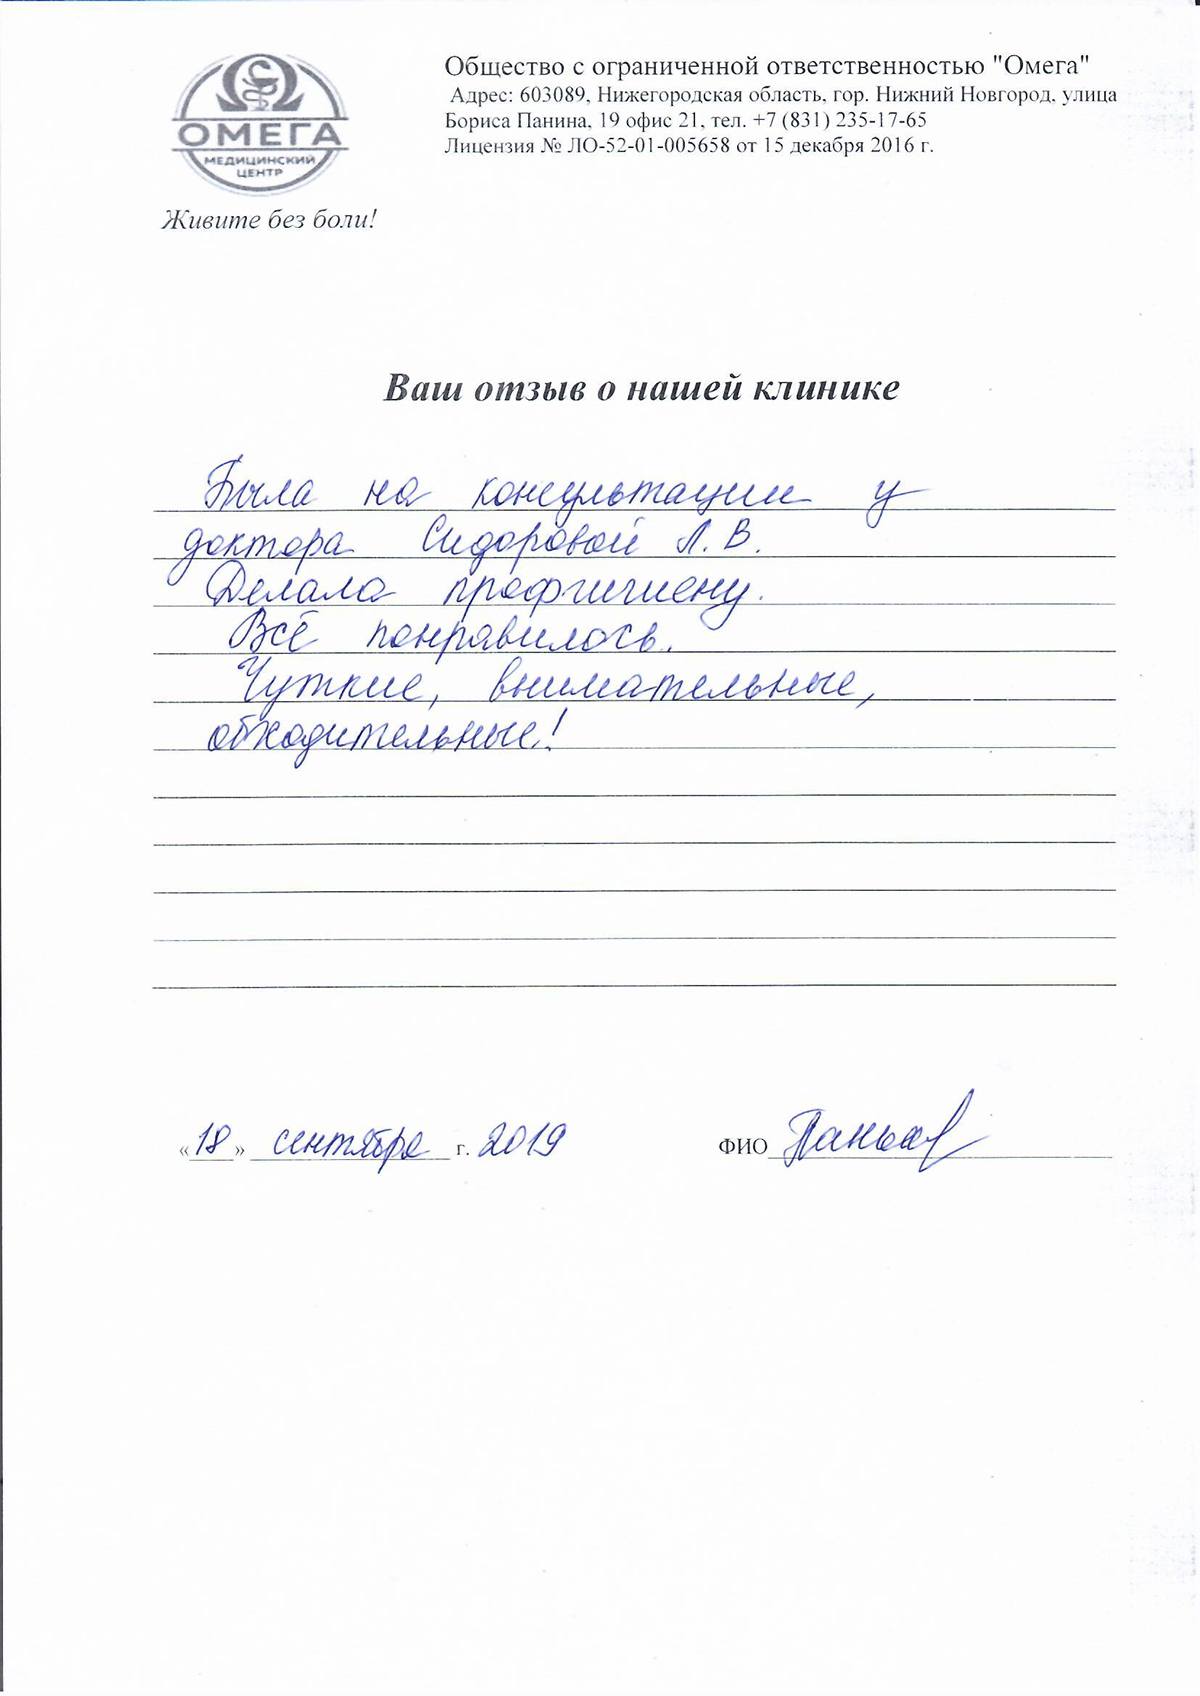 ОМЕГА
МЕДИЦИНСКИЙ
ЦЕНТР
Живите без боли!
Общество с ограниченной ответственностью "Омега"
Адрес: 603089, Нижегородская область, гор. Нижний Новгород, улица
Бориса Панина, 19 офис 21, тел. +7 (831) 235-17-65
Лицензия № ЛО-52-01-005658 от 15 декабря 2016 г.
Ваш отзыв о нашей клинике
Была на консультации у
доктора Сидоровой Л. В.
Делала профгигиену.
Всё понравилось.
Чуткие, внимательные,
обходительные!
«18» сентября г. 2019
ФИО